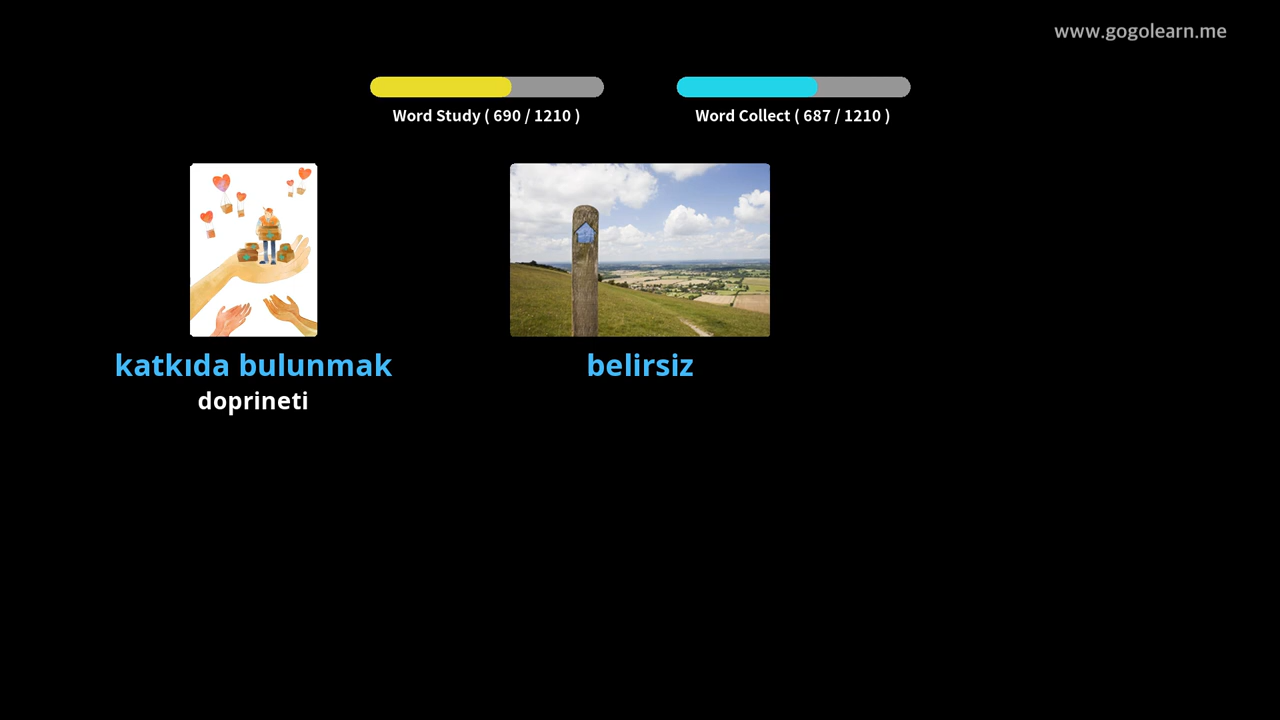 www.gogolearn.me
Word Study ( 690 / 1210 )
Word Collect ( 687 / 1210 )
katkıda bulunmak
doprineti
belirsiz